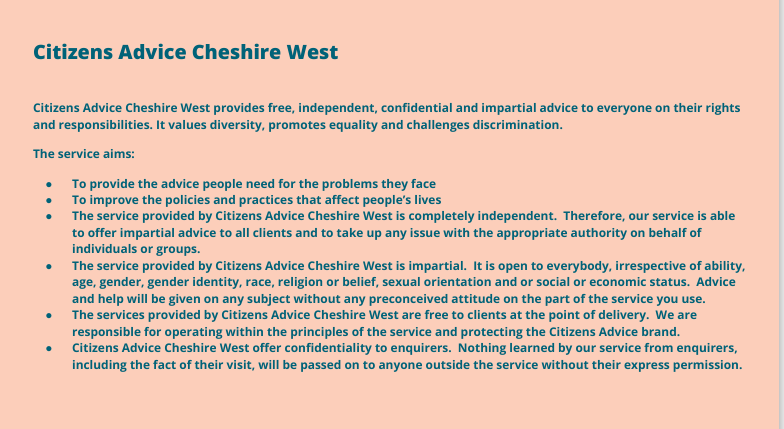 Citizens Advice Cheshire West
Citizens Advice Cheshire West provides free, independent, confidential and impartial advice to everyone on their rights
and responsibilities. It values diversity, promotes equality and challenges discrimination.
The service aims:
● To provide the advice people need for the problems they face
● To improve the policies and practices that affect people's lives
● The service provided by Citizens Advice Cheshire West is completely independent.  Therefore, our service is able
to offer impartial advice to all clients and to take up any issue with the appropriate authority on behalf of
individuals or groups.
● The service provided by Citizens Advice Cheshire West is impartial.  It is open to everybody, irrespective of ability,
age, gender, gender identity, race, religion or belief, sexual orientation and or social or economic status.  Advice
and help will be given on any subject without any preconceived attitude on the part of the service you use.
● The services provided by Citizens Advice Cheshire West are free to clients at the point of delivery.  We are
responsible for operating within the principles of the service and protecting the Citizens Advice brand.
● Citizens Advice Cheshire West offer confidentiality to enquirers.  Nothing learned by our service from enquirers,
including the fact of their visit, will be passed on to anyone outside the service without their express permission.